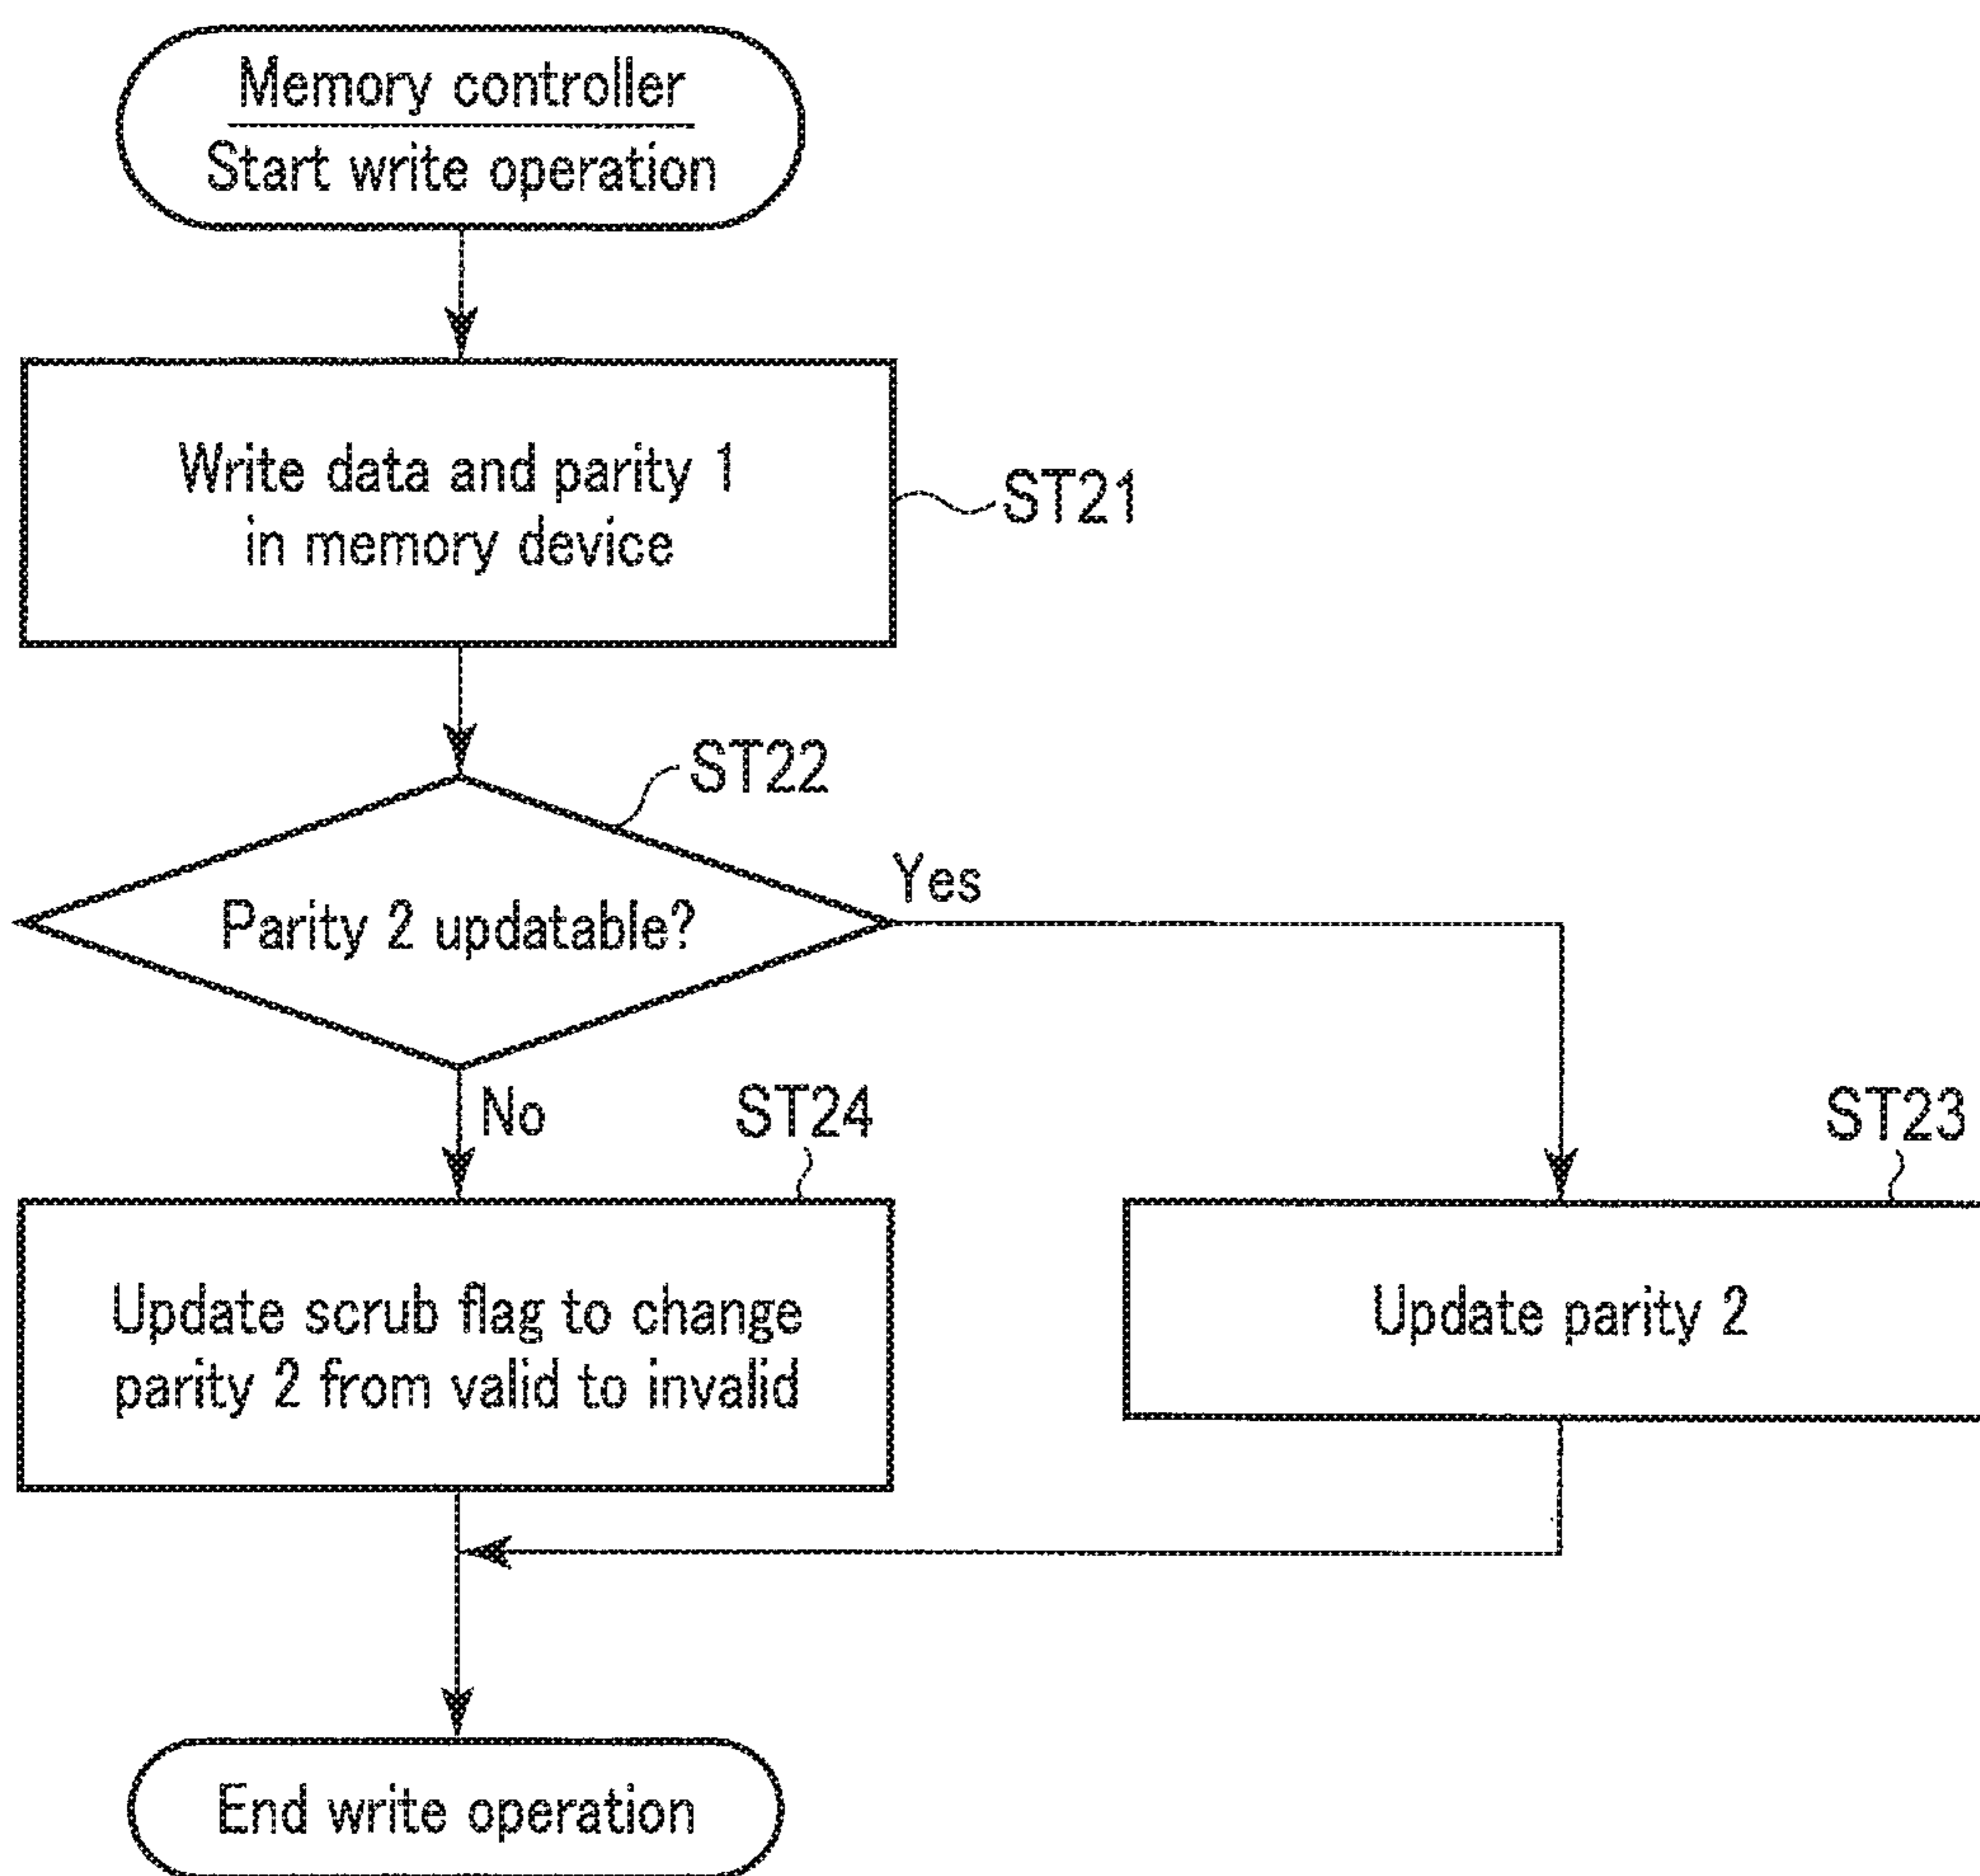 Memory controller
Start write operation
Write data and parity 1
in memory device
ST21
ST22
Parity 2 updatable?
Yes
No
ST24
ST23
Update scrub flag to change
parity 2 from valid to invalid
Update parity 2
End write operation